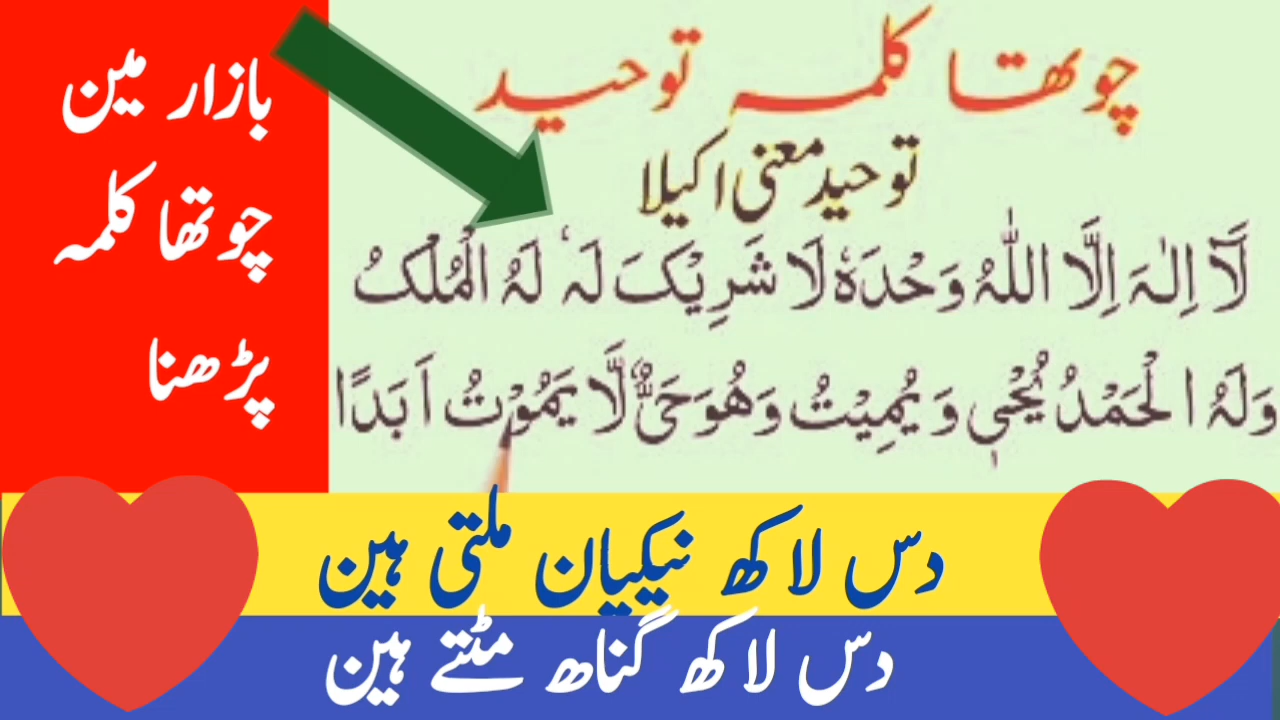 بازار مین
چوتھا کلمہ
پڑھنا
چوتھا کلمہ توحید
توحید معنی اکیلا
لَآ اِلٰہَ اِلَّا اللّٰہُ وَحْدَہٗ لَا شَرِیْکَ لَہٗ لَہُ الْمُلْکُ
وَلَہُ الْحَمْدُ یُحْیٖ وَ یُمِیْتُ وَھُوَحَیٌّ لَّا یَمُوْتُ اَبَدًا
دس لاکھ نیکیان ملتی ہین
دس لاکھ گناھ مٹتے ہین